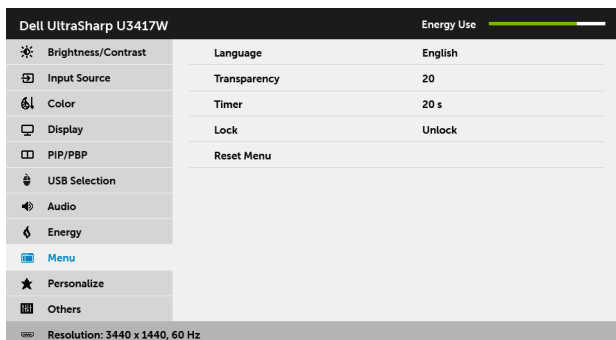 Dell UltraSharp U3417W Energy Use
Brightness/Contrast
Input Source
Color
Display
PIP/PBP
USB Selection
Audio
Energy
Menu
Personalize
Others
Language English
Transparency 20
Timer 20 s
Lock Unlock
Reset Menu
Resolution: 3440 x 1440, 60 Hz